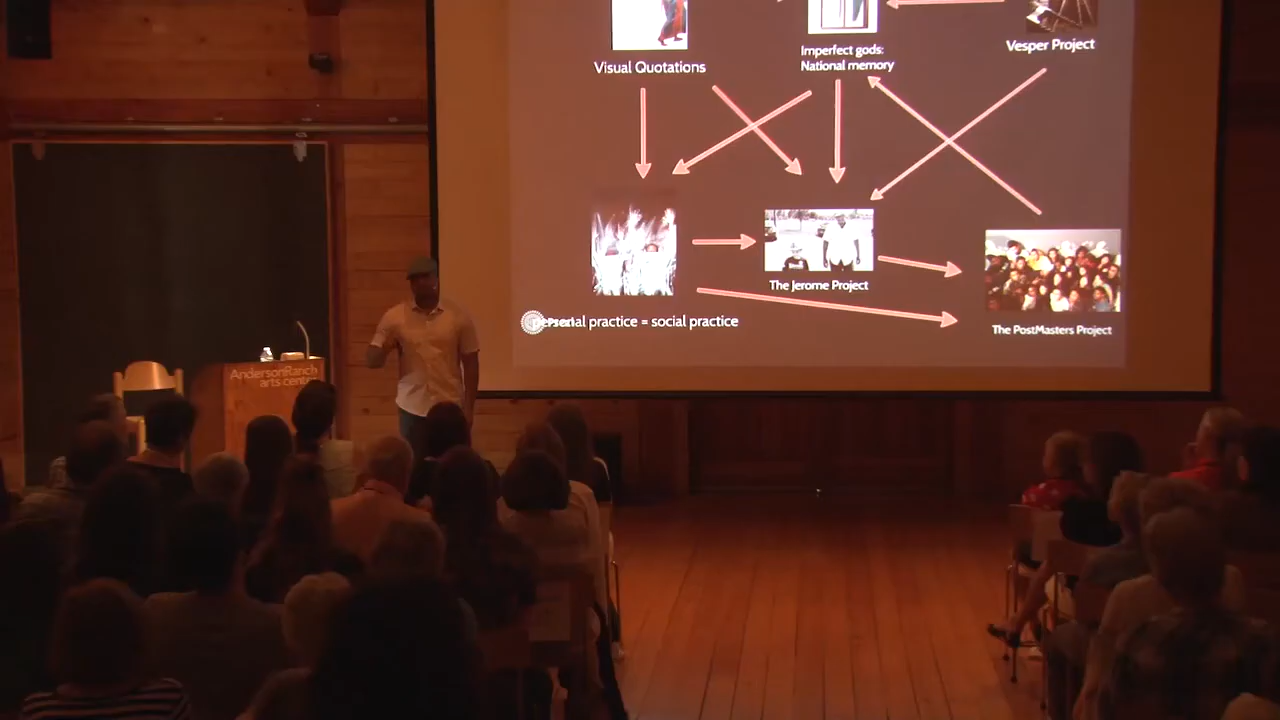 Visual Quotations
Imperfect gods:
National memory
Vesper Project
The Jerome Project
The PostMasters Project
practice = social practice
AndersonRanch
arts center